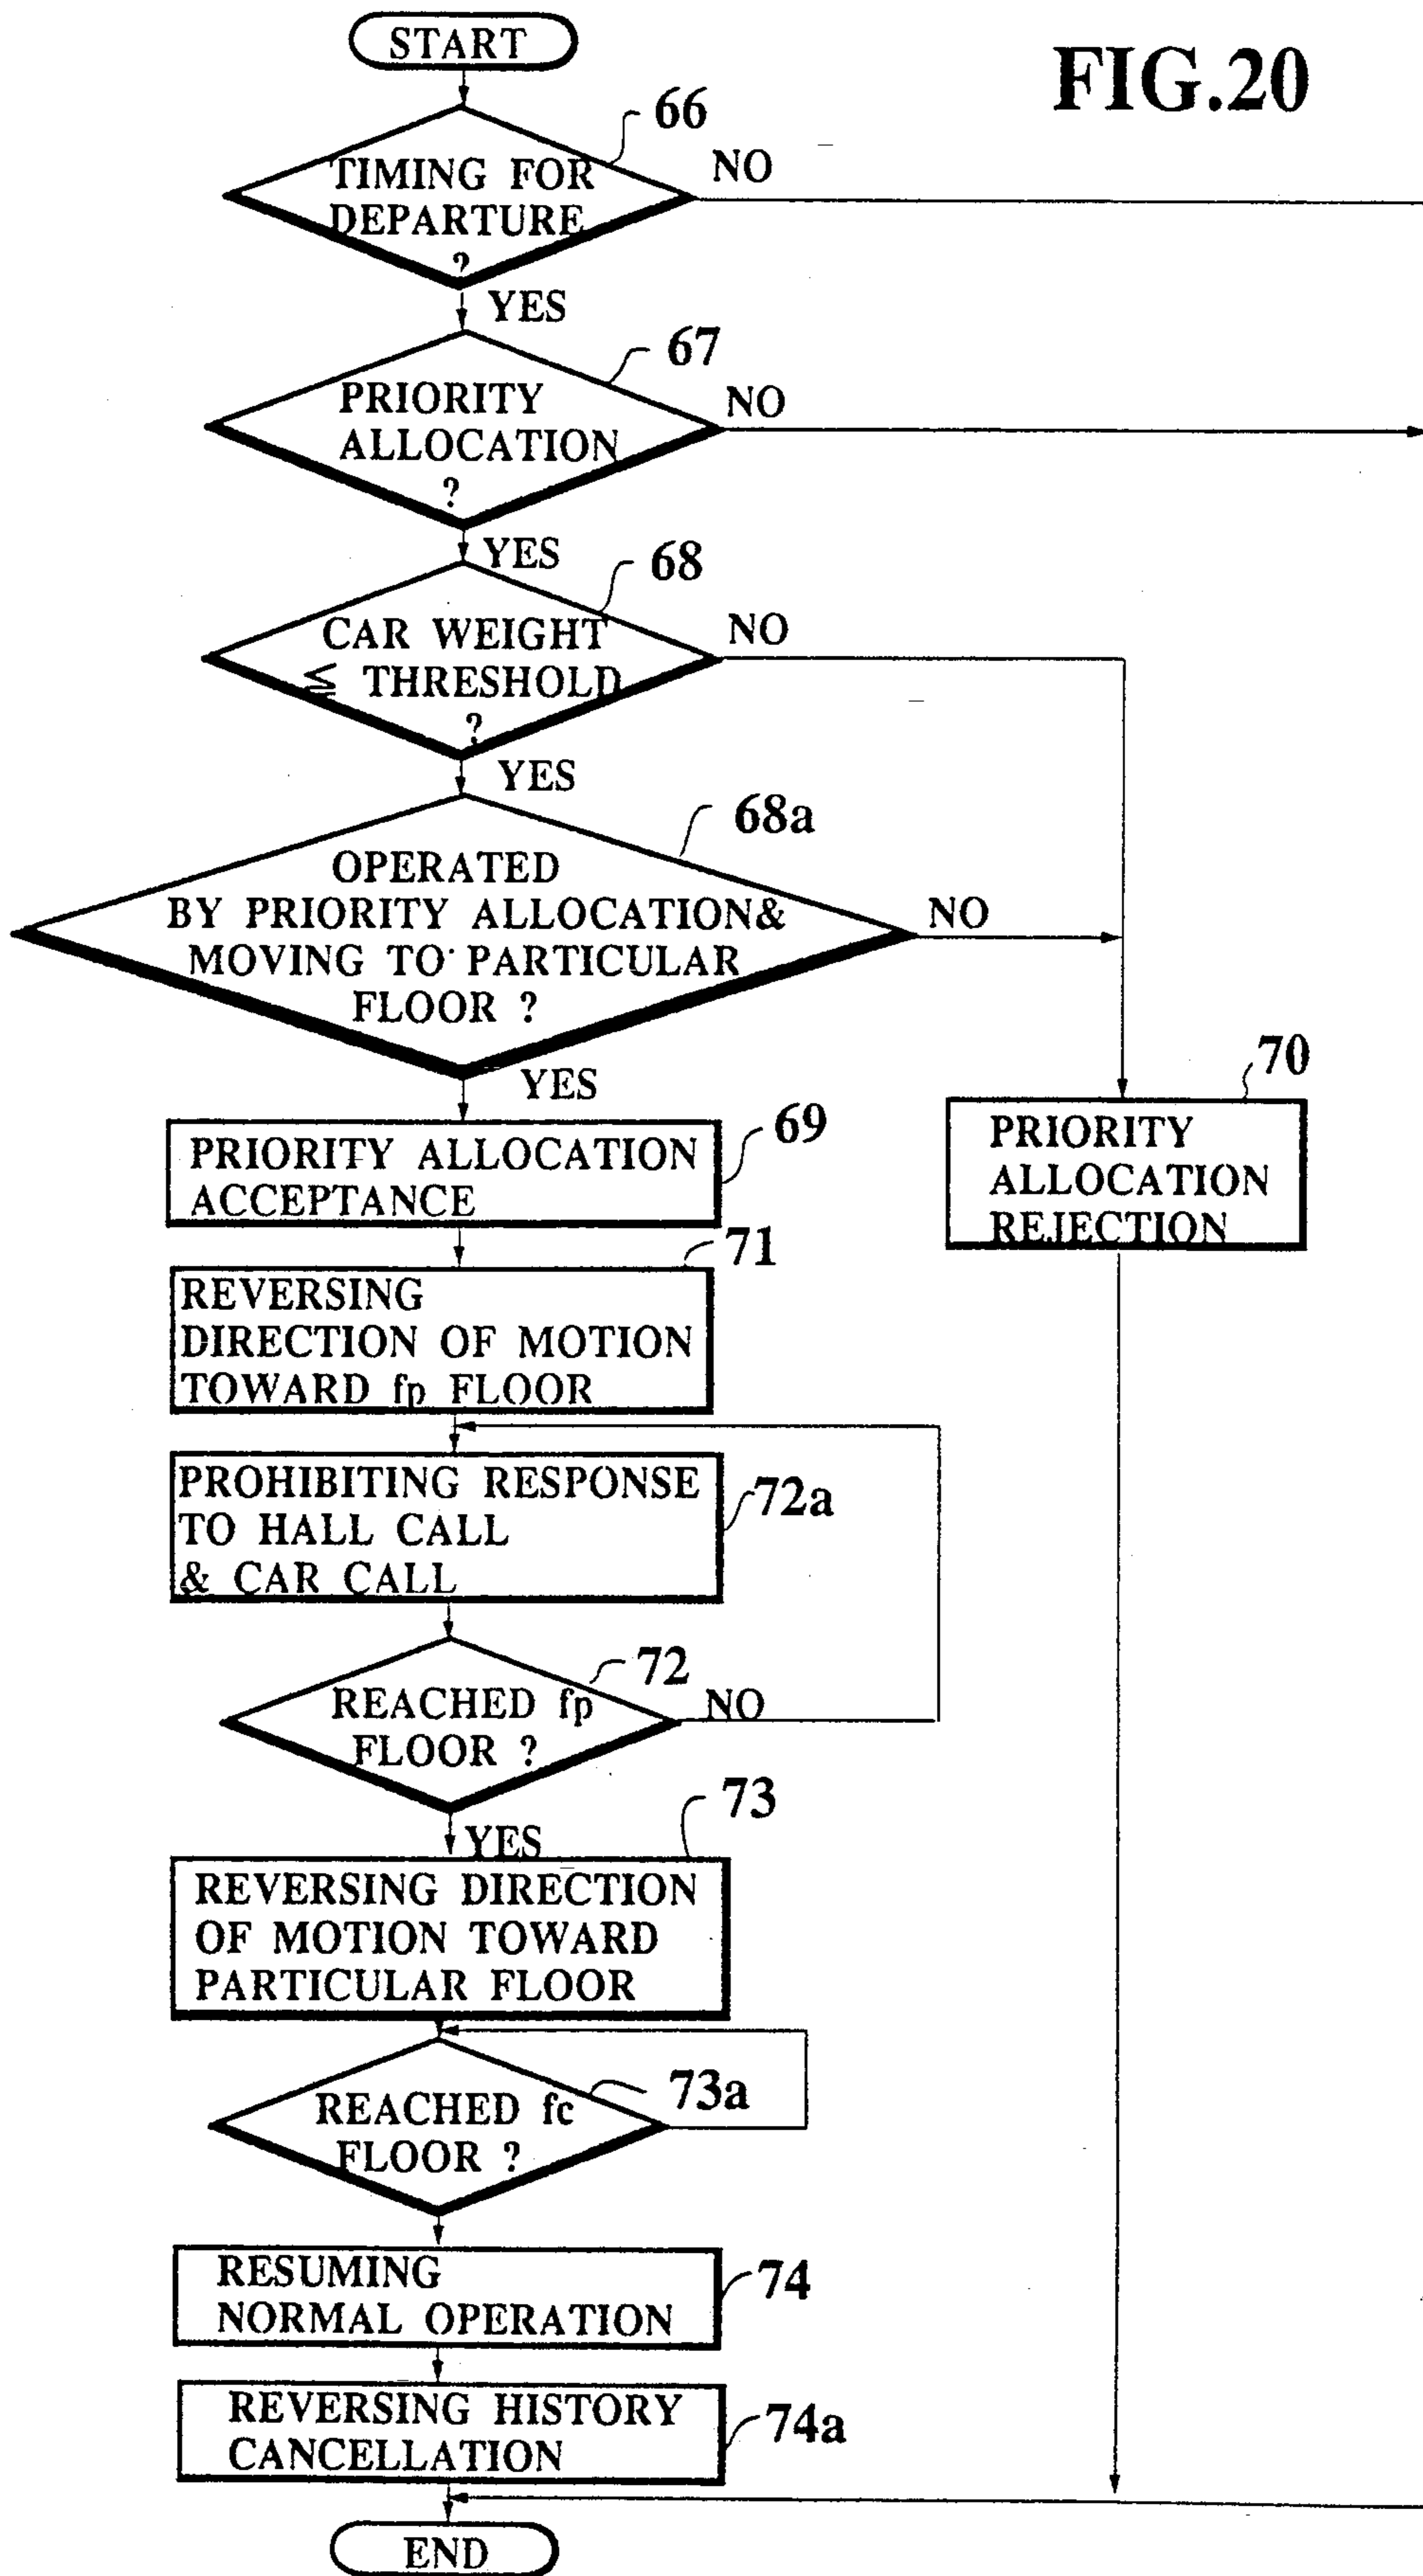 START
FIG.20
66
TIMING FOR
DEPARTURE
?
NO
YES
67
PRIORITY
ALLOCATION
?
NO
YES
68
CAR WEIGHT
≦ THRESHOLD
?
NO
YES
68a
OPERATED
BY PRIORITY ALLOCATION&
MOVING TO PARTICULAR
FLOOR ?
NO
YES
69
PRIORITY ALLOCATION
ACCEPTANCE
70
PRIORITY
ALLOCATION
REJECTION
71
REVERSING
DIRECTION OF MOTION
TOWARD fp FLOOR
PROHIBITING RESPONSE
TO HALL CALL
& CAR CALL
72a
72
REACHED fp
FLOOR ?
NO
YES
73
REVERSING DIRECTION
OF MOTION TOWARD
PARTICULAR FLOOR
73a
REACHED fc
FLOOR ?
RESUMING
NORMAL OPERATION
74
REVERSING HISTORY
CANCELLATION
74a
END